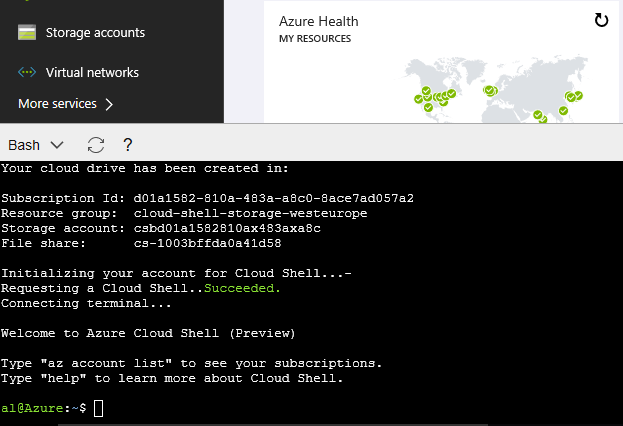 Storage accounts
Virtual networks
More services
Azure Health
MY RESOURCES
Bash
?
Your cloud drive has been created in:
Subscription Id: d01a1582-810a-483a-a8c0-8ace7ad057a2
Resource group:  cloud-shell-storage-westeurope
Storage account: csbd01a1582810ax483axa8c
File share:      cs-1003bffda0a41d58
Initializing your account for Cloud Shell...-
Requesting a Cloud Shell..Succeeded.
Connecting terminal...
Welcome to Azure Cloud Shell (Preview)
Type "az account list" to see your subscriptions.
Type "help" to learn more about Cloud Shell.
al@Azure:~$